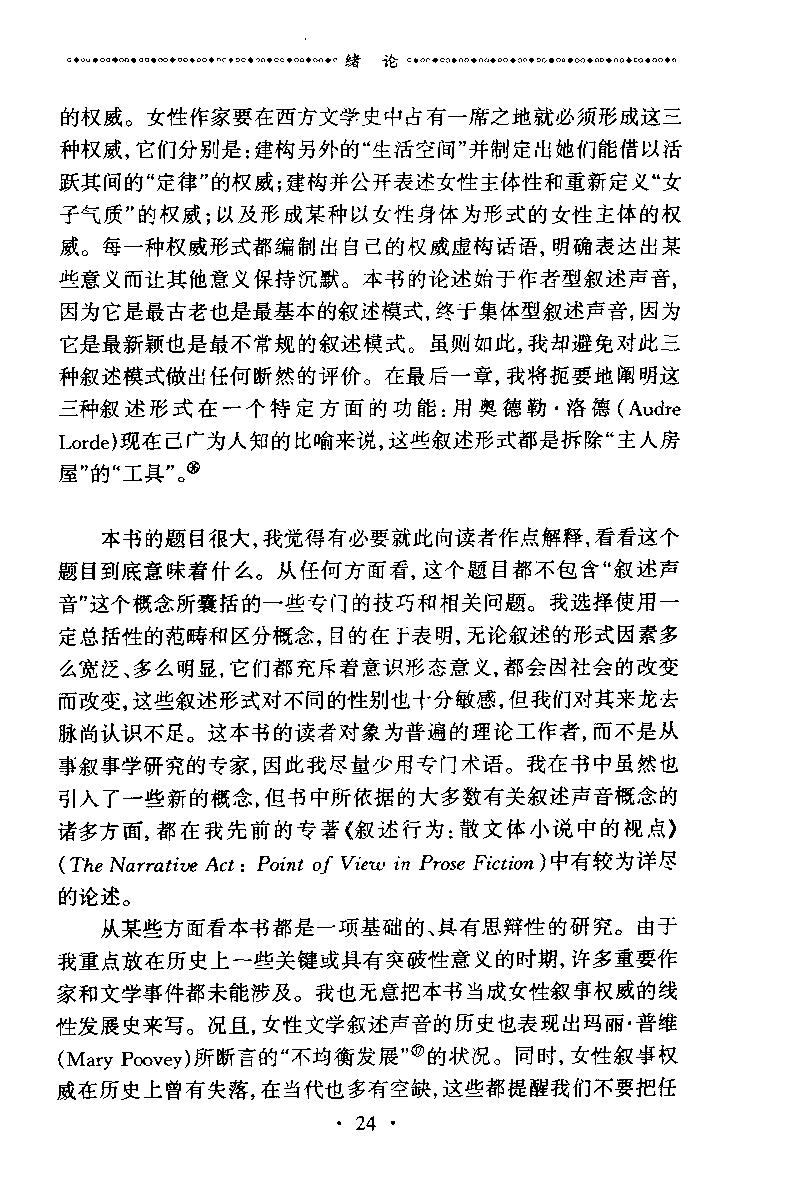 绪 论
的权威。女性作家要在西方文学史中占有一席之地就必须形成这三
种权威,它们分别是:建构另外的“生活空间”并制定出她们能借以活
跃其间的“定律”的权威;建构并公开表述女性主体性和重新定义“女
子气质”的权威;以及形成某种以女性身体为形式的女性主体的权
威。每一种权威形式都编制出自己的权威虚构话语,明确表达出某
些意义而让其他意义保持沉默。本书的论述始于作者型叙述声音,
因为它是最古老也是最基本的叙述模式,终于集体型叙述声音,因为
它是最新颖也是最不常规的叙述模式。虽则如此,我却避免对此三
种叙述模式做出任何断然的评价。在最后一章,我将扼要地阐明这
三种叙述形式在一个特定方面的功能:用奥德勒·洛德(Audre
Lorde)现在已广为人知的比喻来说,这些叙述形式都是拆除“主人房
屋”的“工具”。㊱
本书的题目很大,我觉得有必要就此向读者作点解释,看看这个
题目到底意味着什么。从任何方面看,这个题目都不包含“叙述声
音”这个概念所囊括的一些专门的技巧和相关问题。我选择使用一
定总括性的范畴和区分概念,目的在于表明,无论叙述的形式因素多
么宽泛、多么明显,它们都充斥着意识形态意义,都会因社会的改变
而改变,这些叙述形式对不同的性别也十分敏感,但我们对其来龙去
脉尚认识不足。这本书的读者对象为普遍的理论工作者,而不是从
事叙事学研究的专家,因此我尽量少用专门术语。我在书中虽然也
引入了一些新的概念,但书中所依据的大多数有关叙述声音概念的
诸多方面,都在我先前的专著《叙述行为:散文体小说中的视点》
(The Narrative Act: Point of View in Prose Fiction)中有较为详尽
的论述。
从某些方面看本书都是一项基础的、具有思辩性的研究。由于
我重点放在历史上一些关键或具有突破性意义的时期,许多重要作
家和文学事件都未能涉及。我也无意把本书当成女性叙事权威的线
性发展史来写。况且,女性文学叙述声音的历史也表现出玛丽·普维
(Mary Poovey)所断言的“不均衡发展”㊲的状况。同时,女性叙事权
威在历史上曾有失落,在当代也多有空缺,这些都提醒我们不要把任
· 24 ·